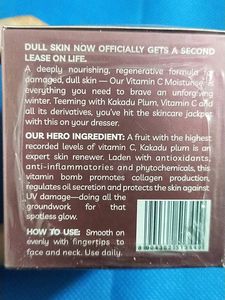 DULL SKIN NOW OFFICIALLY GETS A SECOND
LEASE ON LIFE.
A deeply nourishing, regenerative formula for
damaged, dull skin — Our Vitamin C Moisturiser is
everything you need to brave an unforgiving
winter. Teeming with Kakadu Plum, Vitamin C and
all its derivatives, you've hit the skincare jackpot
with this on your dresser.
OUR HERO INGREDIENT: A fruit with the highest
recorded levels of vitamin C, Kakadu plum is an
expert skin renewer. Laden with antioxidants,
anti-inflammatories and phytochemicals, this
vitamin bomb promotes collagen production,
regulates oil secretion and protects the skin against
UV damage—doing all the
groundwork for that
spotless glow.
HOW TO USE: Smooth on
evenly with fingertips to
face and neck. Use daily.